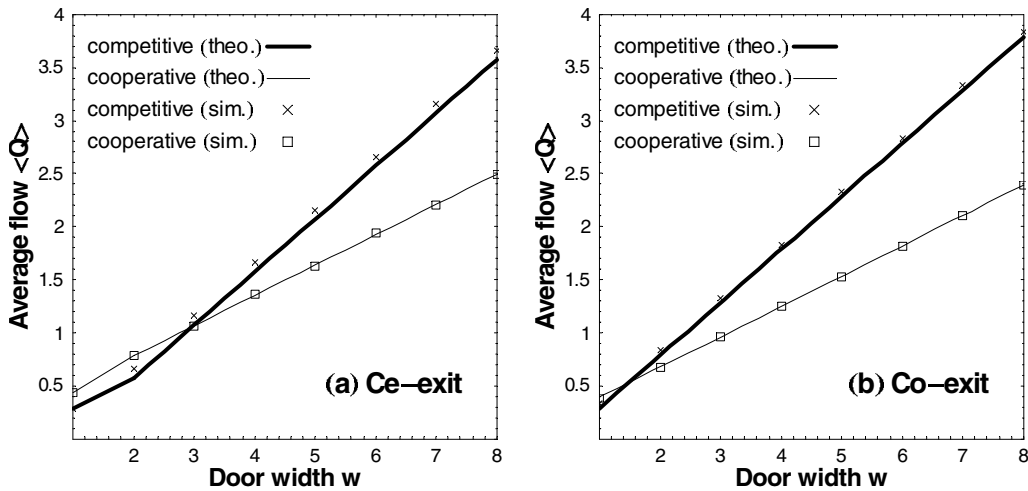 4
3.5
3
2.5
2
1.5
1
0.5
Average flow <Q>
competitive (theo.)
cooperative (theo.)
competitive (sim.)
cooperative (sim.)
(a) Ce–exit
2 3 4 5 6 7 8
Door width w
4
3.5
3
2.5
2
1.5
1
0.5
Average flow <Q>
competitive (theo.)
cooperative (theo.)
competitive (sim.)
cooperative (sim.)
(b) Co–exit
2 3 4 5 6 7 8
Door width w